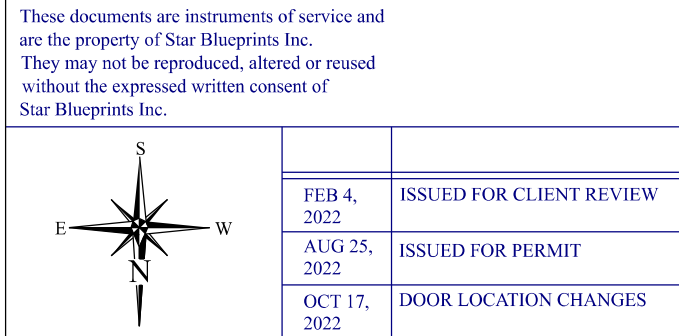 These documents are instruments of service and
are the property of Star Blueprints Inc.
They may not be reproduced, altered or reused
without the expressed written consent of
Star Blueprints Inc.
S
E
W
N
FEB 4,
2022
ISSUED FOR CLIENT REVIEW
AUG 25,
2022
ISSUED FOR PERMIT
OCT 17,
2022
DOOR LOCATION CHANGES